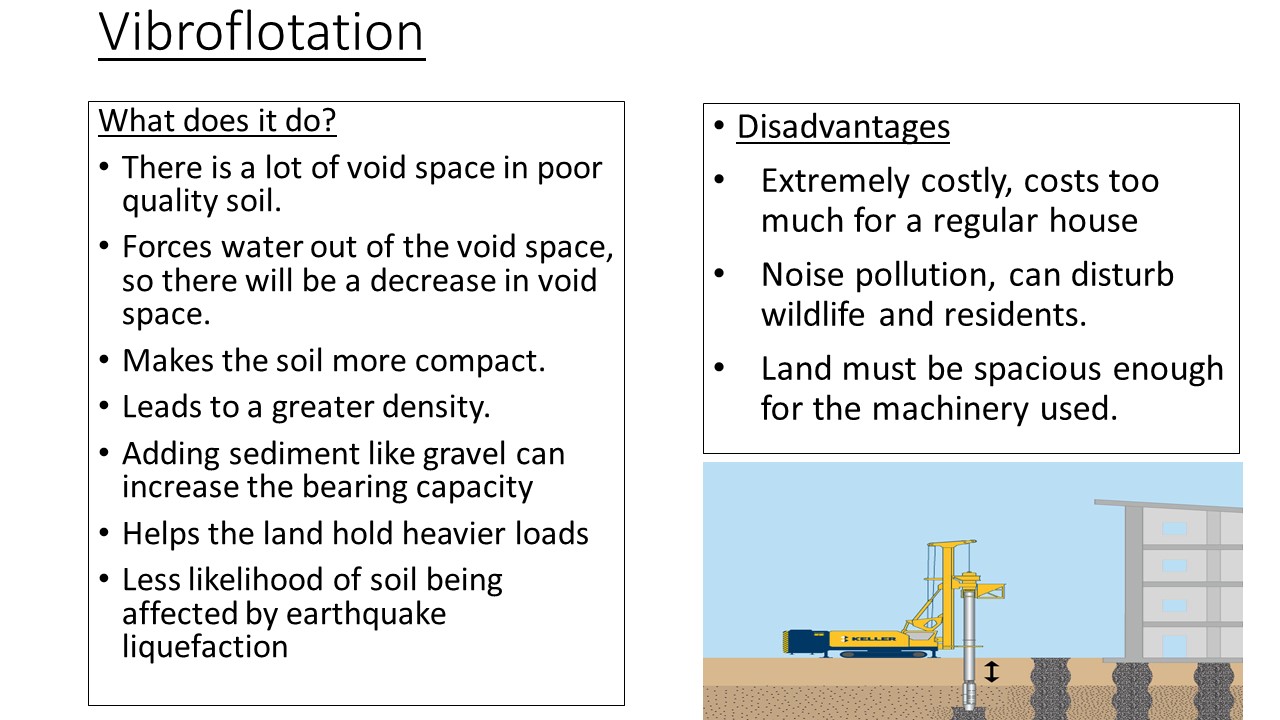 Vibroflotation
What does it do?
• There is a lot of void space in poor
quality soil.
• Forces water out of the void space,
so there will be a decrease in void
space.
• Makes the soil more compact.
• Leads to a greater density.
• Adding sediment like gravel can
increase the bearing capacity
• Helps the land hold heavier loads
• Less likelihood of soil being
affected by earthquake
liquefaction
• Disadvantages
• Extremely costly, costs too
much for a regular house
• Noise pollution, can disturb
wildlife and residents.
• Land must be spacious enough
for the machinery used.
KELLER